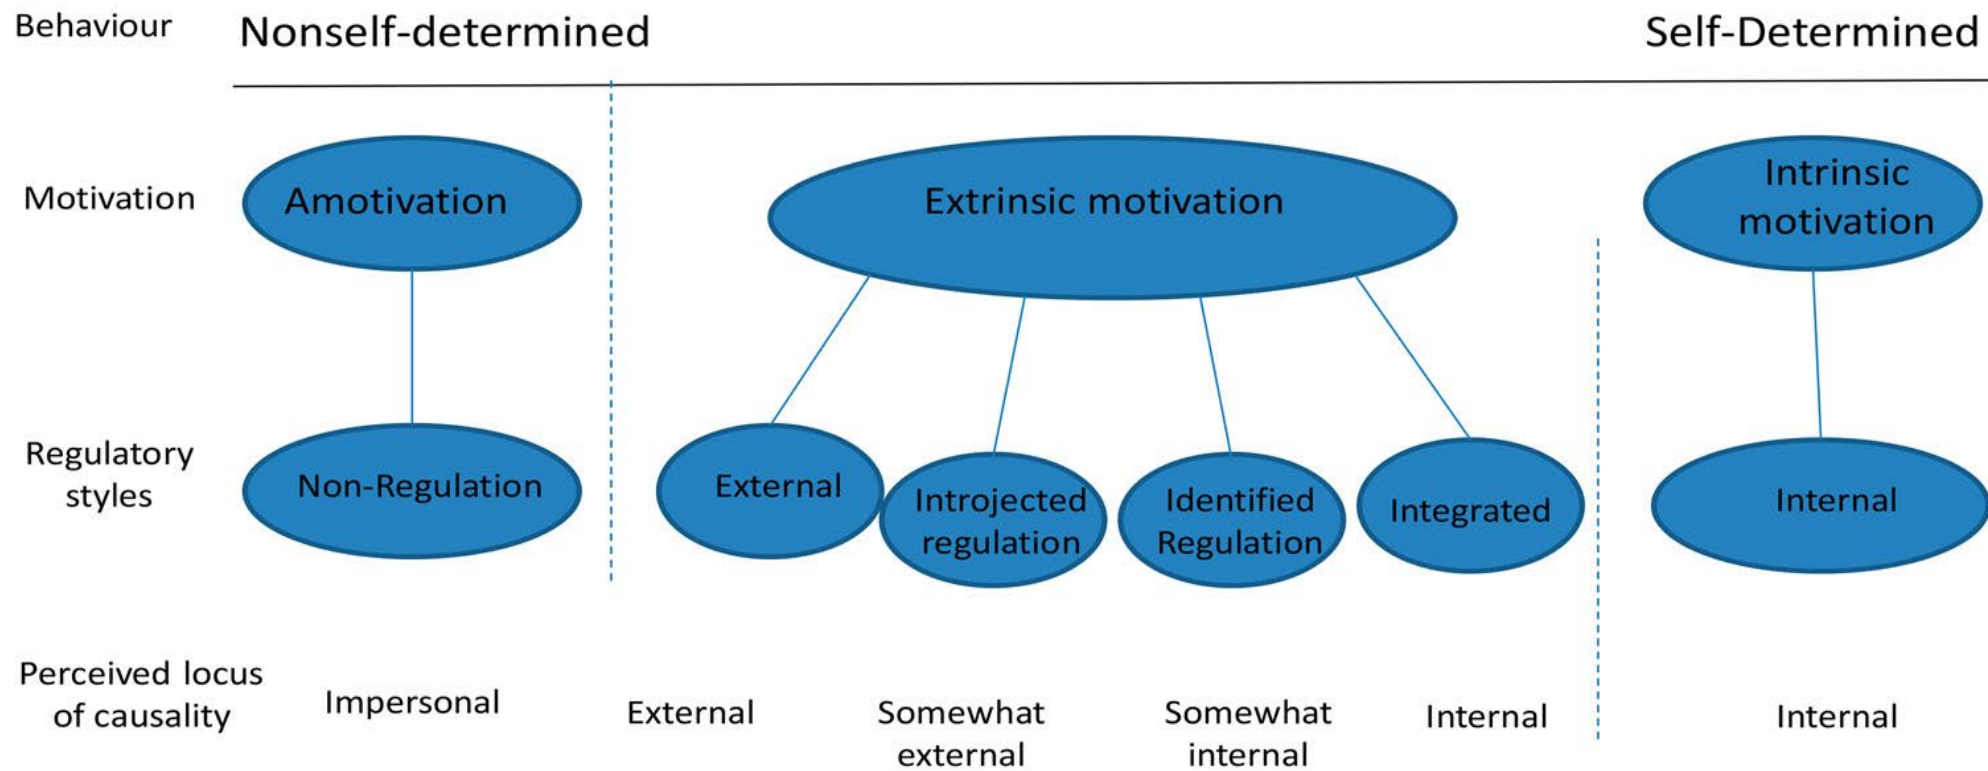 Behaviour Nonself-determined Self-Determined
Motivation Amotivation Extrinsic motivation Intrinsic
motivation
Regulatory
styles
Non-Regulation External Introjected
regulation
Identified
Regulation
Integrated Internal
Perceived locus
of causality
Impersonal External Somewhat
external
Somewhat
internal
Internal Internal